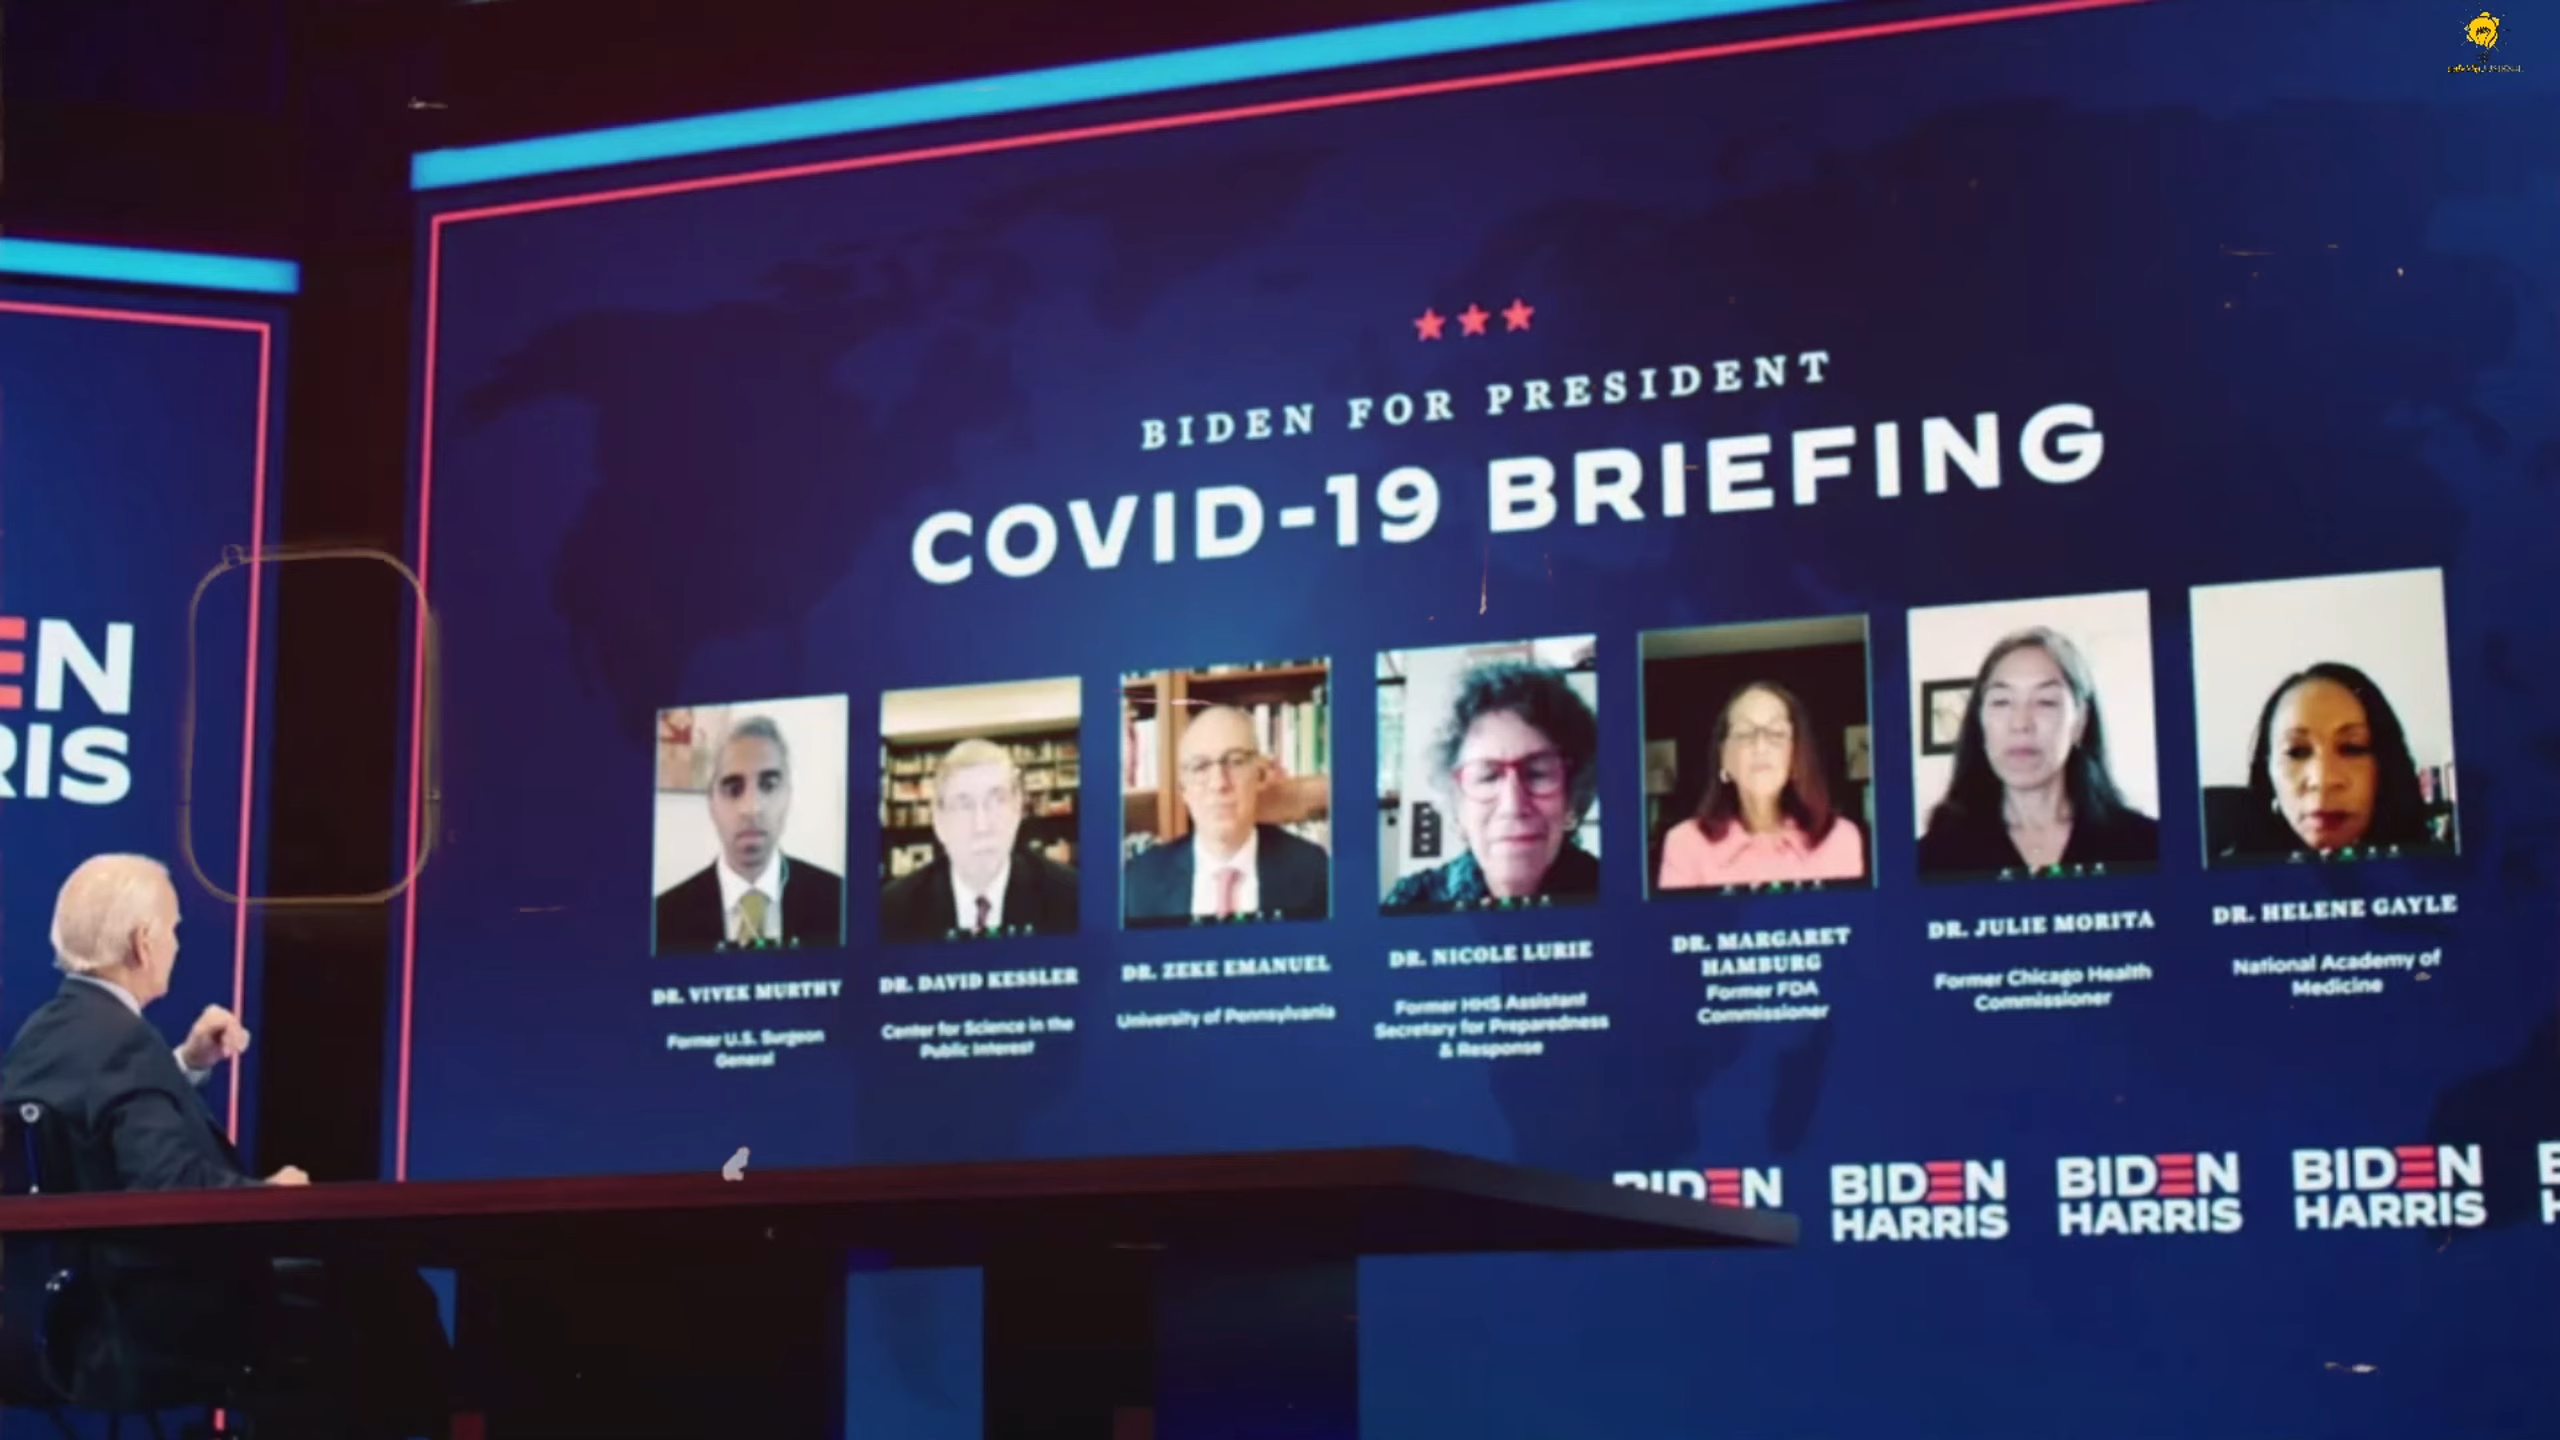 BIDEN FOR PRESIDENT
COVID-19 BRIEFING
EN
RIS
DR. VIVEK MURTHY
Former U.S. Surgeon
General
DR. DAVID KESSLER
Center for Science in the
Public Interest
DR. ZEKE EMANUEL
University of Pennsylvania
DR. NICOLE LURIE
Former HHS Assistant
Secretary for Preparedness
& Response
DR. MARGARET
HAMBURG
Former FDA
Commissioner
DR. JULIE MORITA
Former Chicago Health
Commissioner
DR. HELENE GAYLE
National Academy of
Medicine
BIDEN
BIDEN
HARRIS
BIDEN
HARRIS
BIDEN
HARRIS